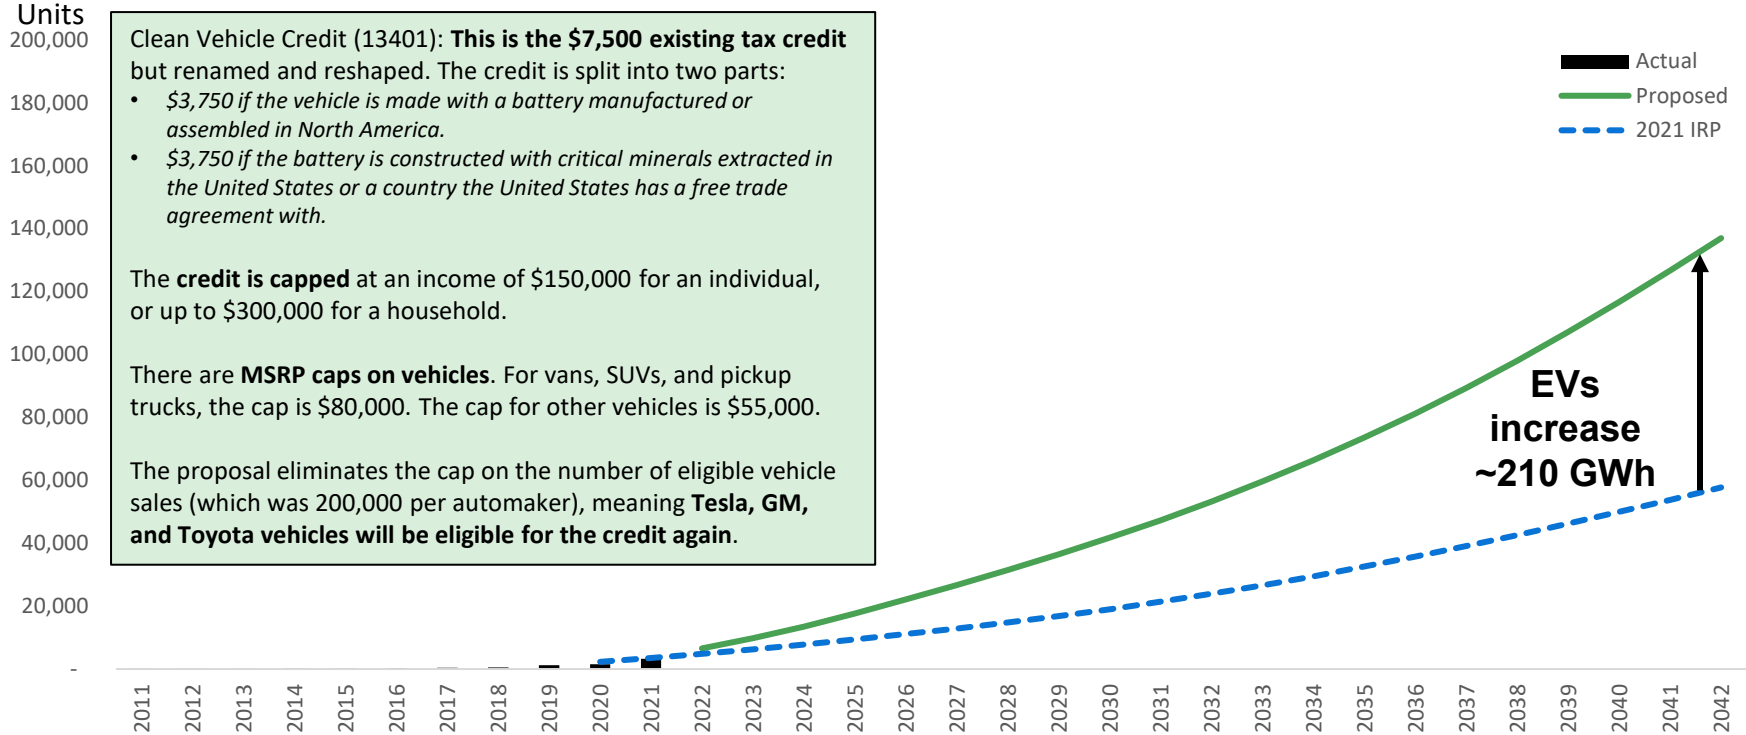 Units
200,000
180,000
160,000
140,000
120,000
100,000
80,000
60,000
40,000
20,000
-
Clean Vehicle Credit (13401): This is the $7,500 existing tax credit
but renamed and reshaped. The credit is split into two parts:
• $3,750 if the vehicle is made with a battery manufactured or
assembled in North America.
• $3,750 if the battery is constructed with critical minerals extracted in
the United States or a country the United States has a free trade
agreement with.
The credit is capped at an income of $150,000 for an individual,
or up to $300,000 for a household.
There are MSRP caps on vehicles. For vans, SUVs, and pickup
trucks, the cap is $80,000. The cap for other vehicles is $55,000.
The proposal eliminates the cap on the number of eligible vehicle
sales (which was 200,000 per automaker), meaning Tesla, GM,
and Toyota vehicles will be eligible for the credit again.
Actual
Proposed
2021 IRP
EVs
increase
~210 GWh
2011
2012
2013
2014
2015
2016
2017
2018
2019
2020
2021
2022
2023
2024
2025
2026
2027
2028
2029
2030
2031
2032
2033
2034
2035
2036
2037
2038
2039
2040
2041
2042